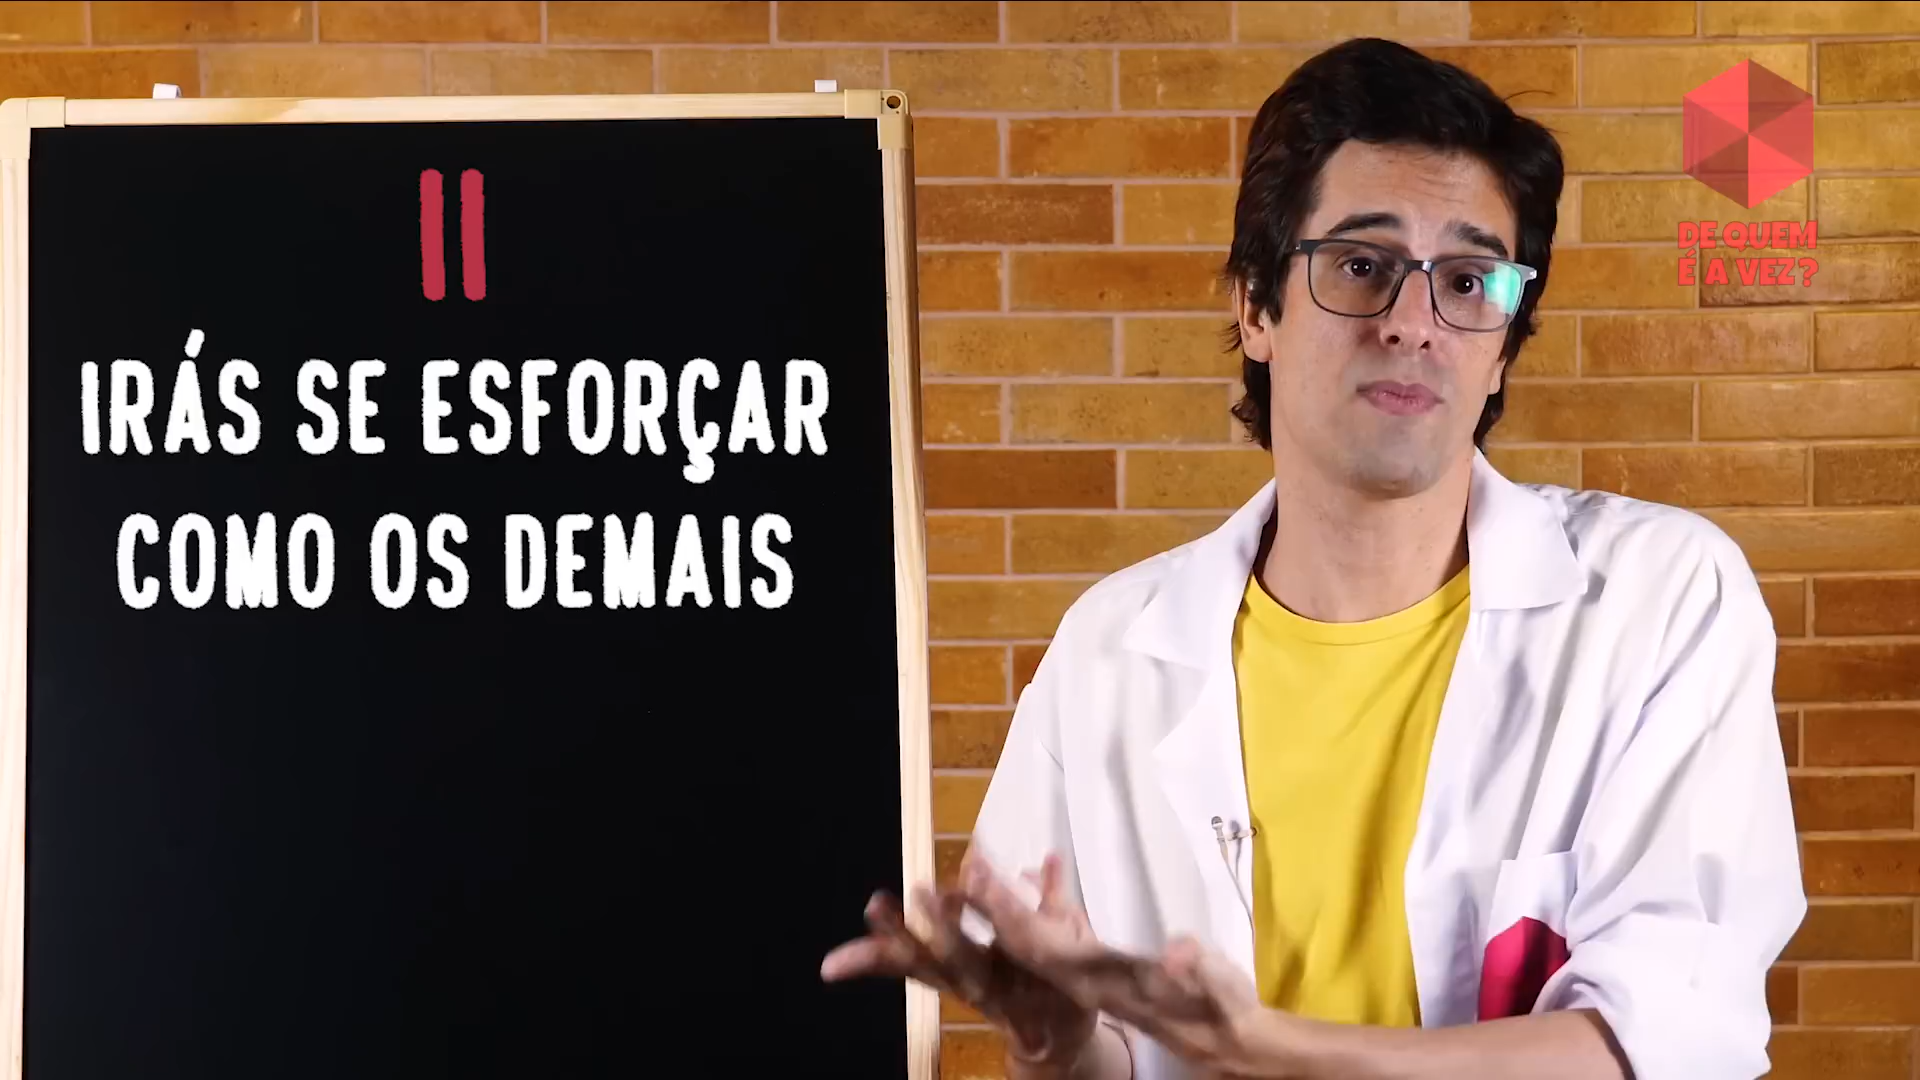 II
IRÁS SE ESFORÇAR
COMO OS DEMAIS
DE QUEM
É A VEZ?